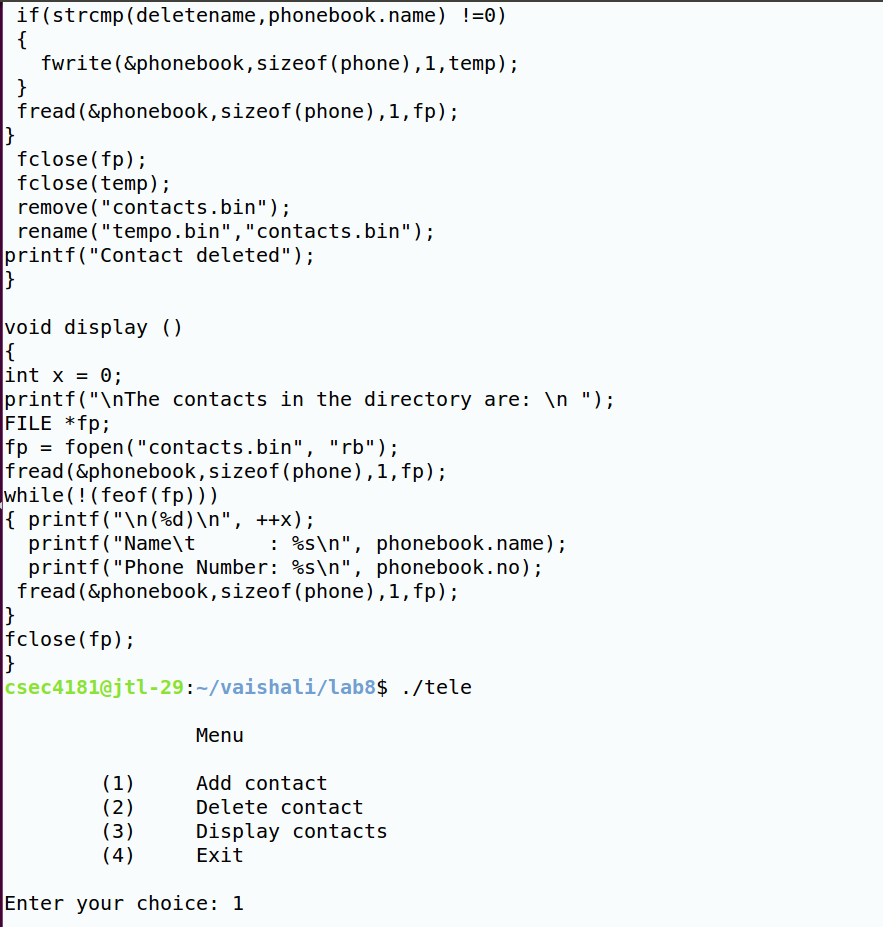 if(strcmp(deletename,phonebook.name) !=0)
{
fwrite(&phonebook,sizeof(phone),1,temp);
}
fread(&phonebook,sizeof(phone),1,fp);
}
fclose(fp);
fclose(temp);
remove("contacts.bin");
rename("tempo.bin","contacts.bin");
printf("Contact deleted");
}
void display ()
{
int x = 0;
printf("\nThe contacts in the directory are: \n ");
FILE *fp;
fp = fopen("contacts.bin", "rb");
fread(&phonebook,sizeof(phone),1,fp);
while(!(feof(fp)))
{ printf("\n(%d)\n", ++x);
printf("Name\t      : %s\n", phonebook.name);
printf("Phone Number: %s\n", phonebook.no);
fread(&phonebook,sizeof(phone),1,fp);
}
fclose(fp);
}
csec4181@jtl-29:~/vaishali/lab8$ ./tele
Menu
(1)     Add contact
(2)     Delete contact
(3)     Display contacts
(4)     Exit
Enter your choice: 1